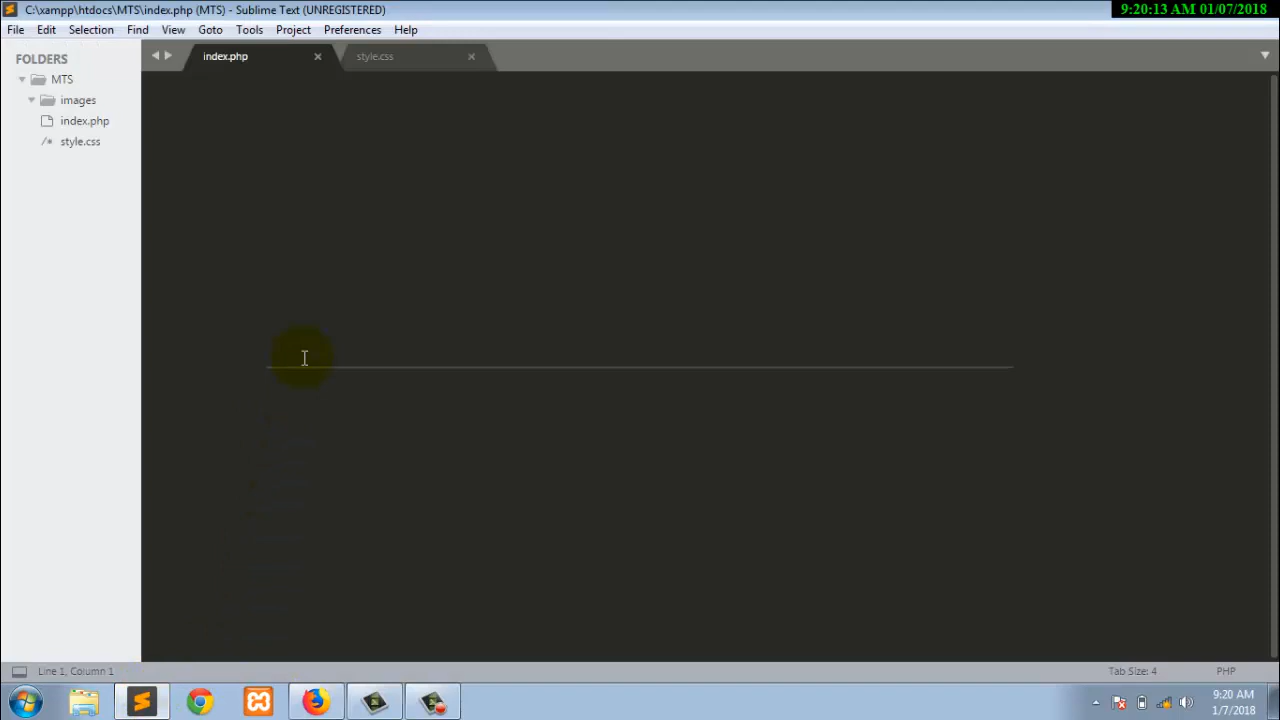 C:\xampp\htdocs\MTS\index.php (MTS) - Sublime Text (UNREGISTERED)
9:20:13 AM 01/07/2018
File Edit Selection Find View Goto Tools Project Preferences Help
FOLDERS
index.php
style.css
MTS
images
index.php
/* style.css
Line 1, Column 1
Tab Size: 4
PHP
9:20 AM
1/7/2018